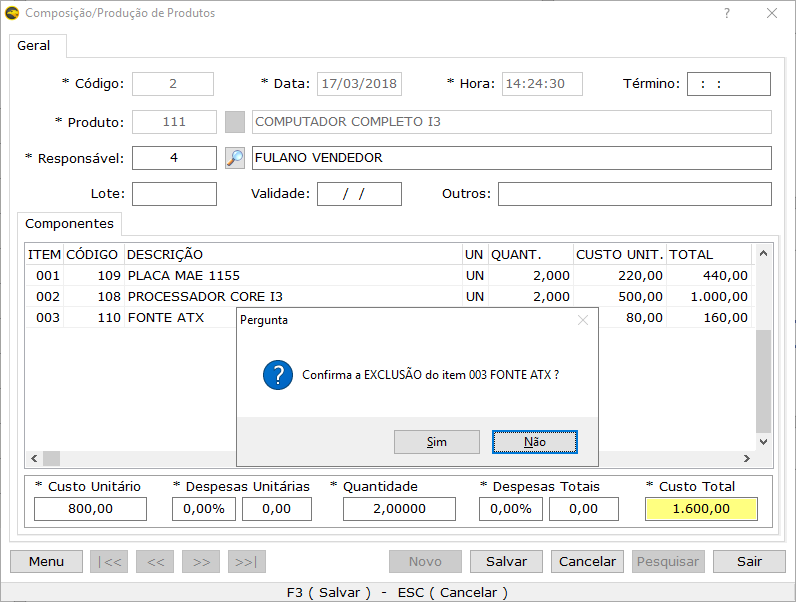 Composição/Produção de Produtos ?
Geral
* Código: 2 * Data: 17/03/2018 * Hora: 14:24:30 Término: : :
* Produto: 111 COMPUTADOR COMPLETO I3
* Responsável: 4 FULANO VENDEDOR
Lote: Validade: / / Outros:
Componentes
ITEM CÓDIGO DESCRIÇÃO UN QUANT. CUSTO UNIT. TOTAL
001 109 PLACA MAE 1155 UN 2,000 220,00 440,00
002 108 PROCESSADOR CORE I3 UN 2,000 500,00 1.000,00
003 110 FONTE ATX 80,00 160,00
Pergunta
? Confirma a EXCLUSÃO do item 003 FONTE ATX ?
Sim Não
* Custo Unitário * Despesas Unitárias * Quantidade * Despesas Totais * Custo Total
800,00 0,00% 0,00 2,00000 0,00% 0,00 1.600,00
Menu |<< << >> >>| Novo Salvar Cancelar Pesquisar Sair
F3 ( Salvar ) - ESC ( Cancelar )